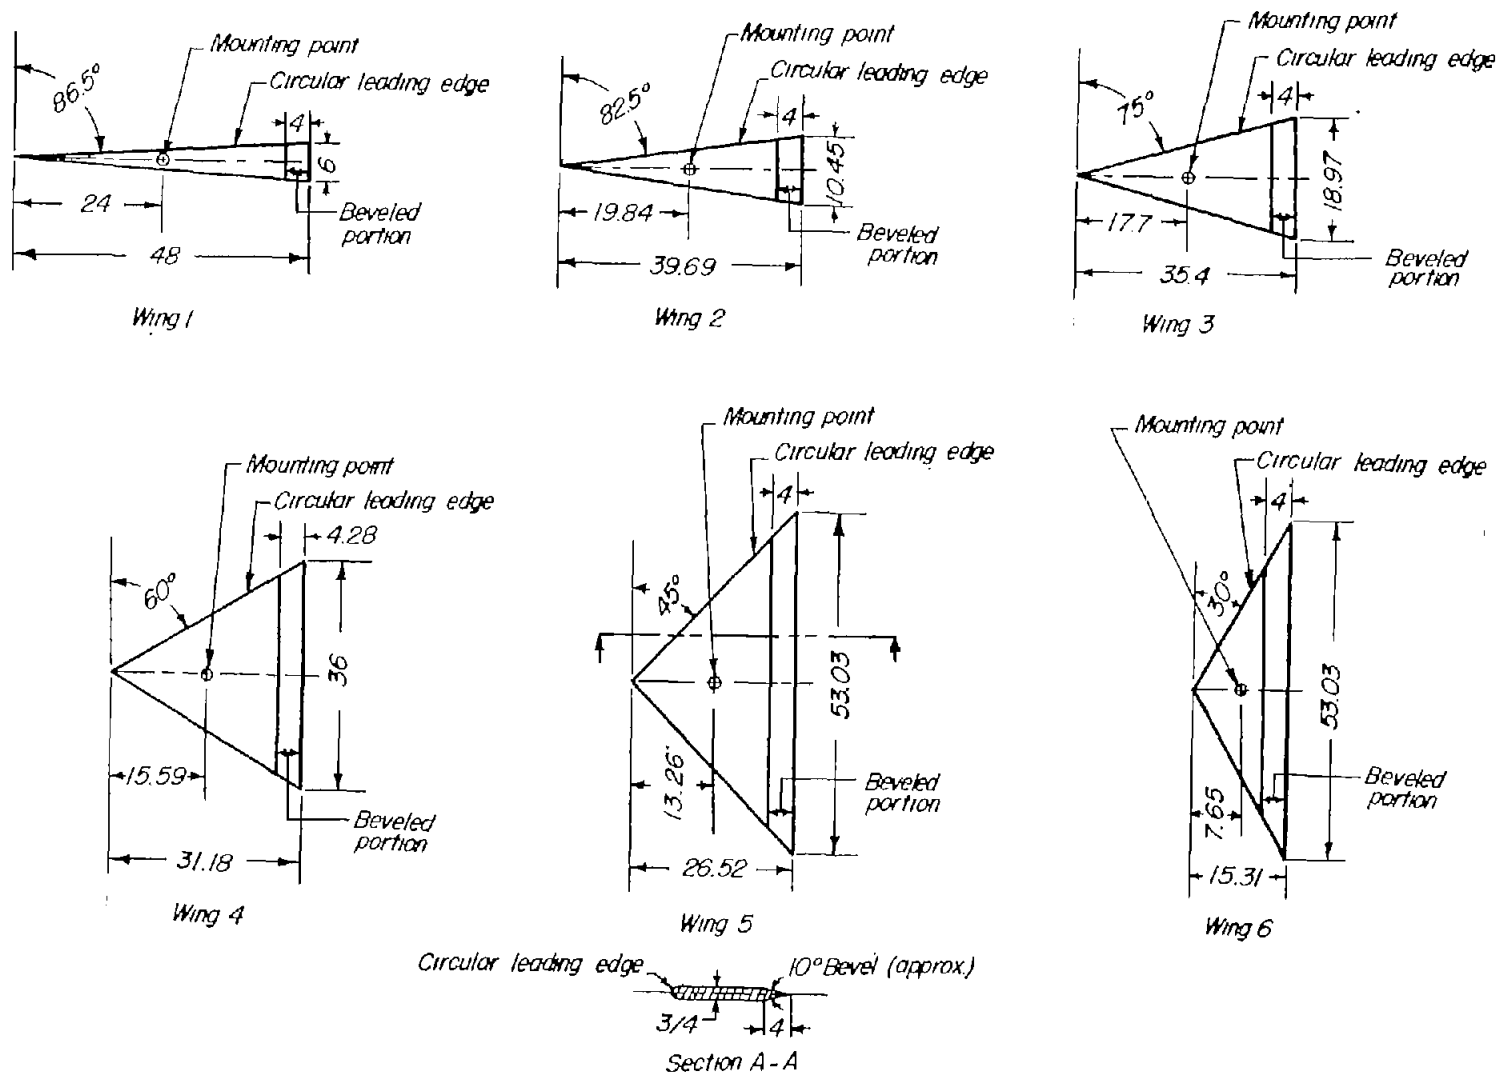 Mounting point
Circular leading edge
86.5°
4
6
24
Beveled
portion
48
Wing 1
Mounting point
Circular leading edge
82.5°
4
10.45
19.84
Beveled
portion
39.69
Wing 2
Mounting point
Circular leading edge
75°
4
18.97
17.7
Beveled
portion
35.4
Wing 3
Mounting point
Circular leading edge
4.28
60°
36
15.59
Beveled
portion
31.18
Wing 4
Mounting point
Circular leading edge
4
45°
53.03
13.26
Beveled
portion
26.52
Wing 5
Mounting point
Circular leading edge
4
30°
53.03
7.65
Beveled
portion
15.31
Wing 6
Circular leading edge
10° Bevel (approx.)
3/4
4
Section A-A